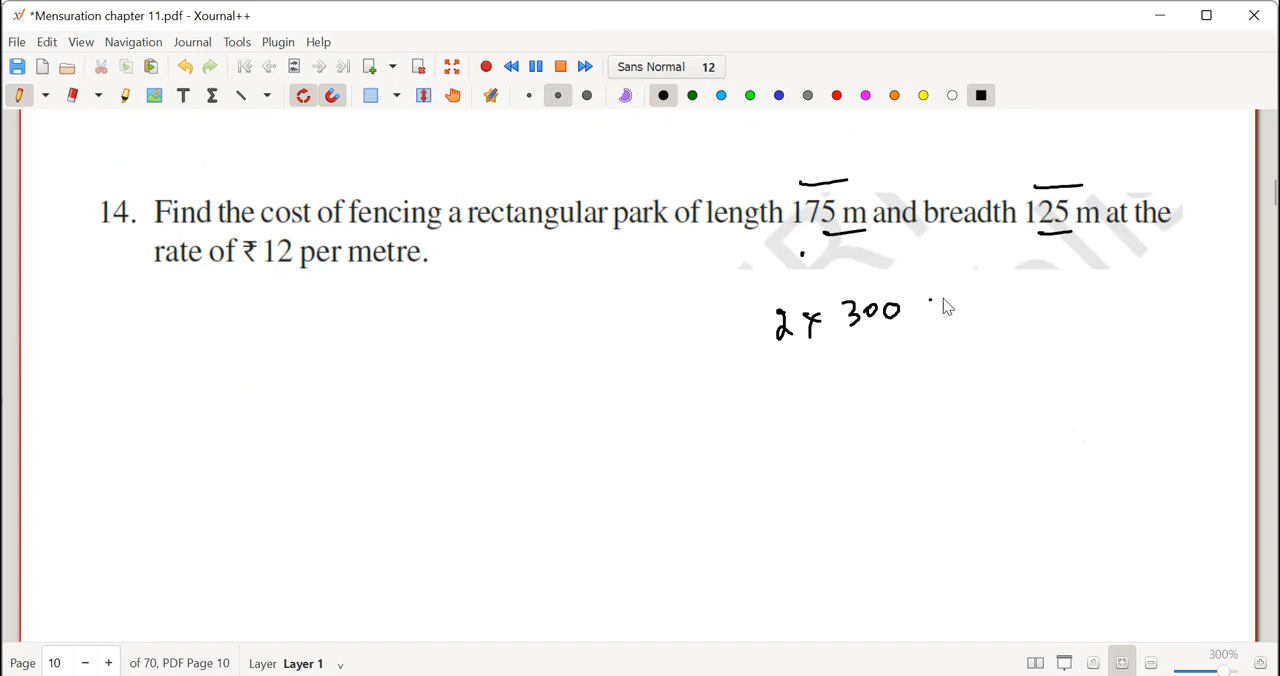 *Mensuration chapter 11.pdf - Xournal++
File Edit View Navigation Journal Tools Plugin Help
Sans Normal 12
14. Find the cost of fencing a rectangular park of length 175 m and breadth 125 m at the
rate of ₹ 12 per metre.
2 × 300
Page 10 - + of 70, PDF Page 10 Layer Layer 1 300%